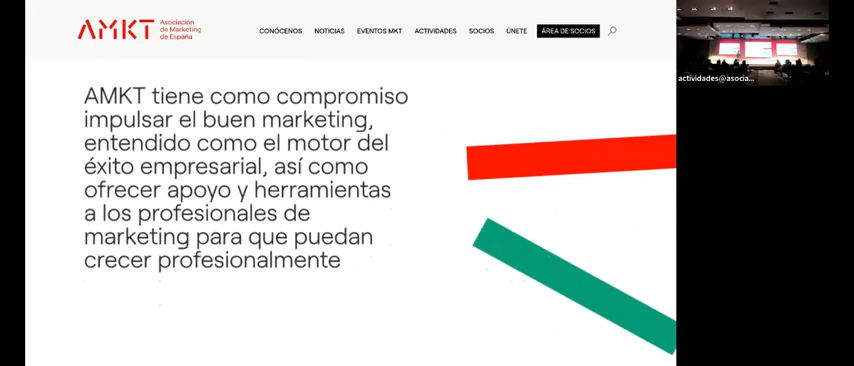 AMKT
Asociación
de Marketing
de España
CONÓCENOS NOTICIAS EVENTOS MKT ACTIVIDADES SOCIOS ÚNETE ÁREA DE SOCIOS
AMKT tiene como compromiso
impulsar el buen marketing,
entendido como el motor del
éxito empresarial, así como
ofrecer apoyo y herramientas
a los profesionales de
marketing para que puedan
crecer profesionalmente
actividades@asocia...